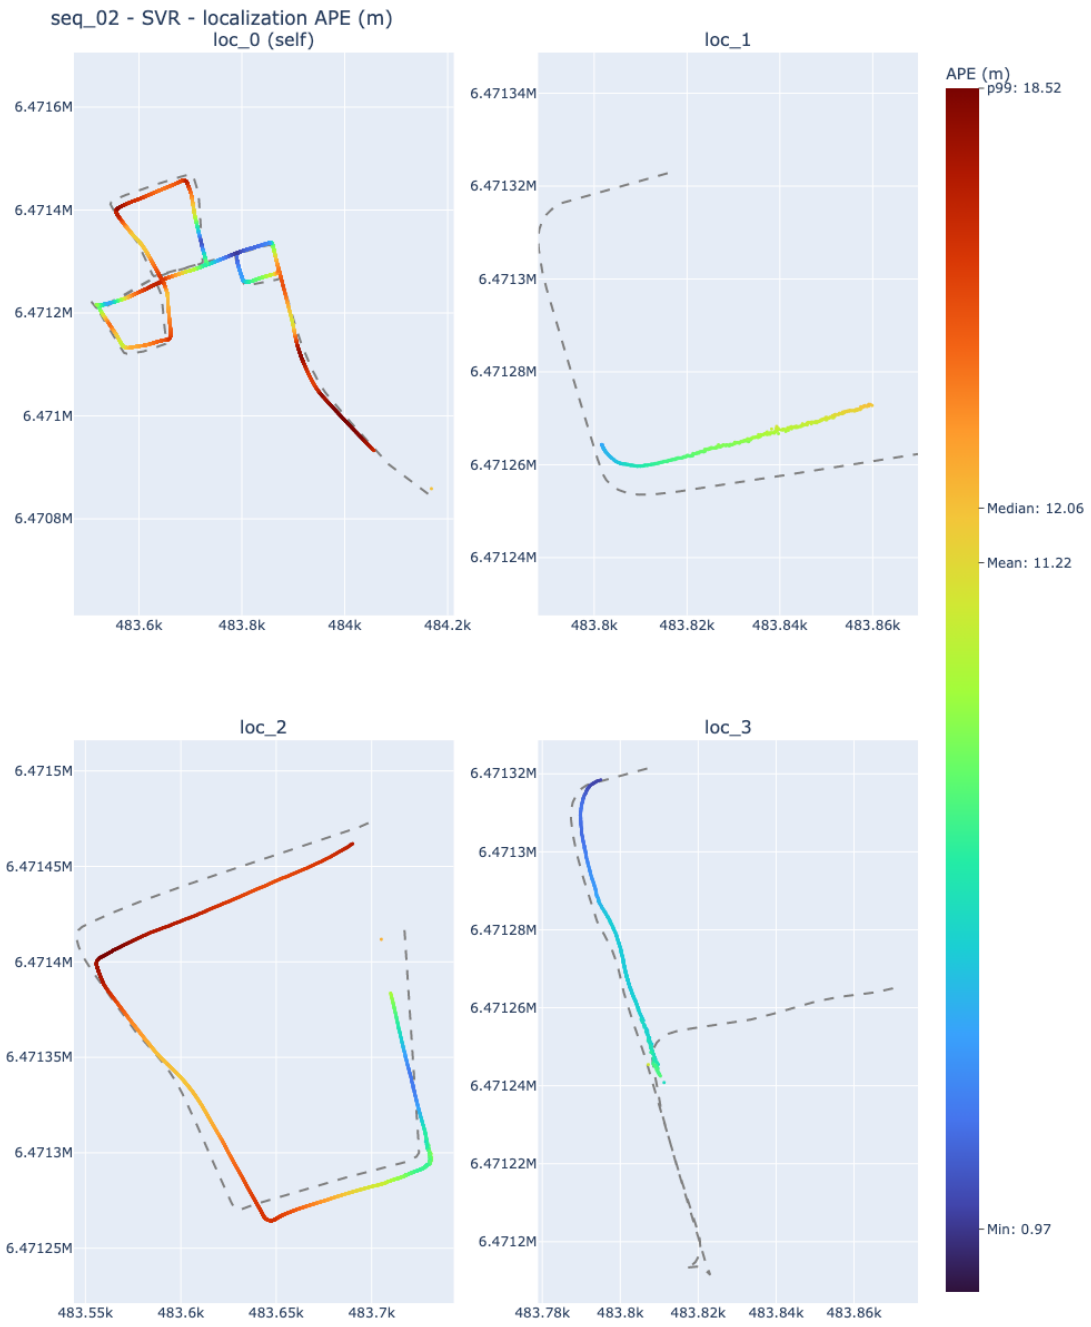 seq_02 - SVR - localization APE (m)
loc_0 (self)
loc_1
6.4716M
6.4714M
6.4712M
6.471M
6.4708M
483.6k
483.8k
484k
484.2k
6.47134M
6.47132M
6.4713M
6.47128M
6.47126M
6.47124M
483.8k
483.82k
483.84k
483.86k
APE (m)
p99: 18.52
Median: 12.06
Mean: 11.22
Min: 0.97
loc_2
loc_3
6.4715M
6.47145M
6.4714M
6.47135M
6.4713M
6.47125M
483.55k
483.6k
483.65k
483.7k
6.47132M
6.4713M
6.47128M
6.47126M
6.47124M
6.47122M
6.4712M
483.78k
483.8k
483.82k
483.84k
483.86k